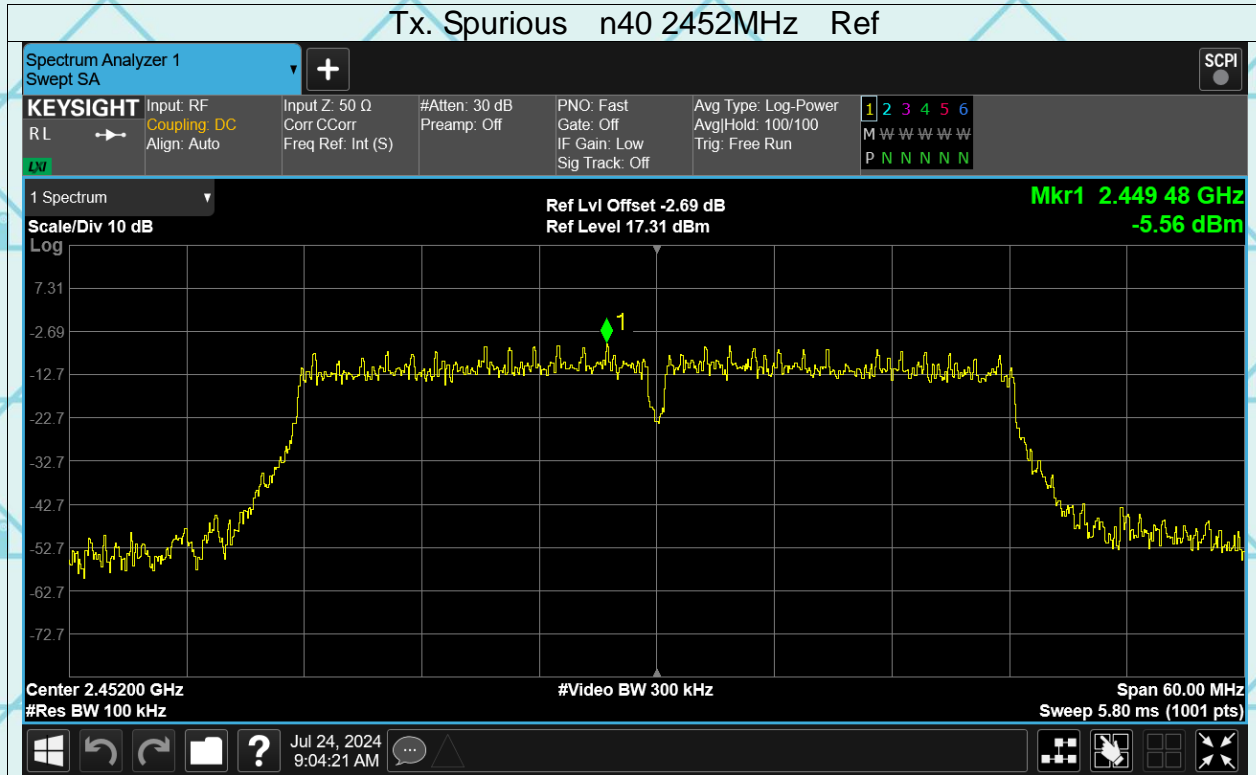 Tx. Spurious n40 2452MHz Ref
Spectrum Analyzer 1
Swept SA
SCPI
KEYSIGHT
RL
LXI
Input: RF
Coupling: DC
Align: Auto
Input Z: 50 Ω
Corr CCorr
Freq Ref: Int (S)
#Atten: 30 dB
Preamp: Off
PNO: Fast
Gate: Off
IF Gain: Low
Sig Track: Off
Avg Type: Log-Power
Avg|Hold: 100/100
Trig: Free Run
1 2 3 4 5 6
M W W W W W
P N N N N N
1 Spectrum
Scale/Div 10 dB
Ref Lvl Offset -2.69 dB
Ref Level 17.31 dBm
Mkr1 2.449 48 GHz
-5.56 dBm
Log
7.31
-2.69
-12.7
-22.7
-32.7
-42.7
-52.7
-62.7
-72.7
1
Center 2.45200 GHz
#Res BW 100 kHz
#Video BW 300 kHz
Span 60.00 MHz
Sweep 5.80 ms (1001 pts)
?
Jul 24, 2024
9:04:21 AM